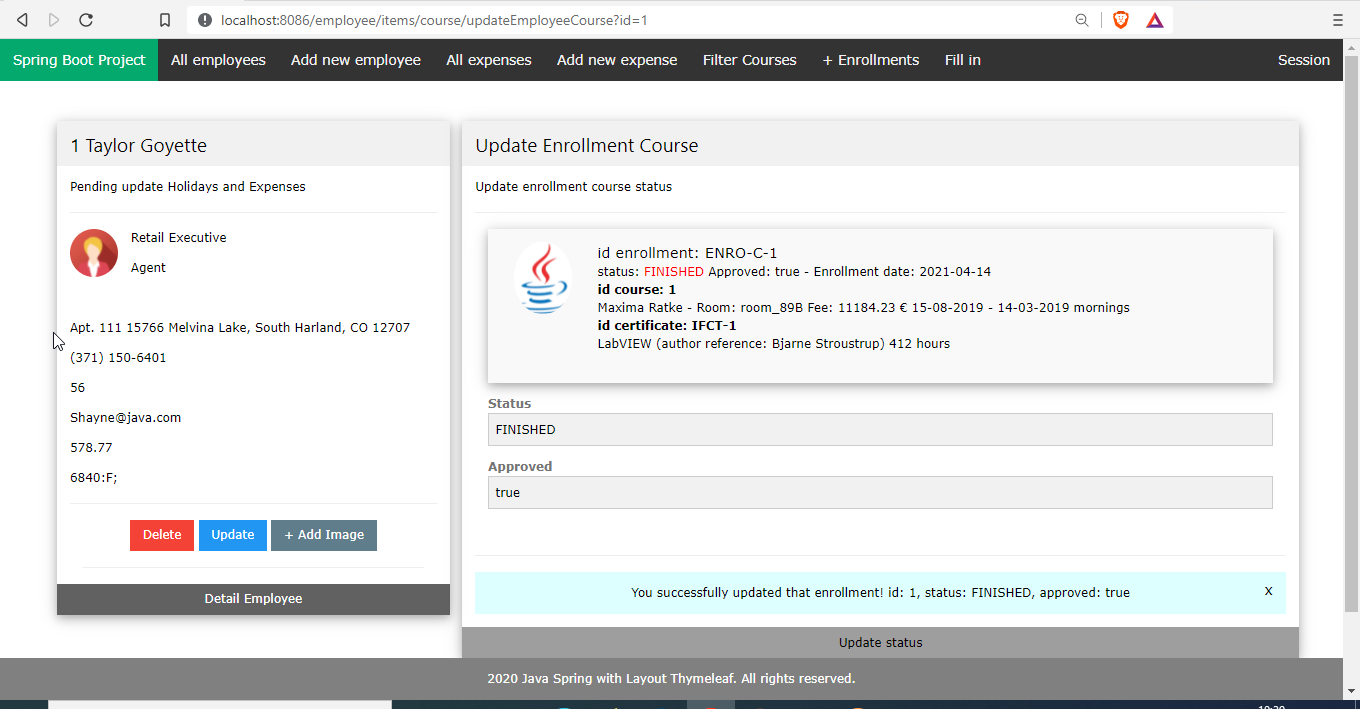 localhost:8086/employee/items/course/updateEmployeeCourse?id=1
Spring Boot Project All employees Add new employee All expenses Add new expense Filter Courses + Enrollments Fill in Session
1 Taylor Goyette
Pending update Holidays and Expenses
Retail Executive
Agent
Apt. 111 15766 Melvina Lake, South Harland, CO 12707
(371) 150-6401
56
Shayne@java.com
578.77
6840:F;
Delete Update + Add Image
Detail Employee
Update Enrollment Course
Update enrollment course status
id enrollment: ENRO-C-1
status: FINISHED Approved: true - Enrollment date: 2021-04-14
id course: 1
Maxima Ratke - Room: room_89B Fee: 11184.23 € 15-08-2019 - 14-03-2019 mornings
id certificate: IFCT-1
LabVIEW (author reference: Bjarne Stroustrup) 412 hours
Status
FINISHED
Approved
true
You successfully updated that enrollment! id: 1, status: FINISHED, approved: true X
Update status
2020 Java Spring with Layout Thymeleaf. All rights reserved.